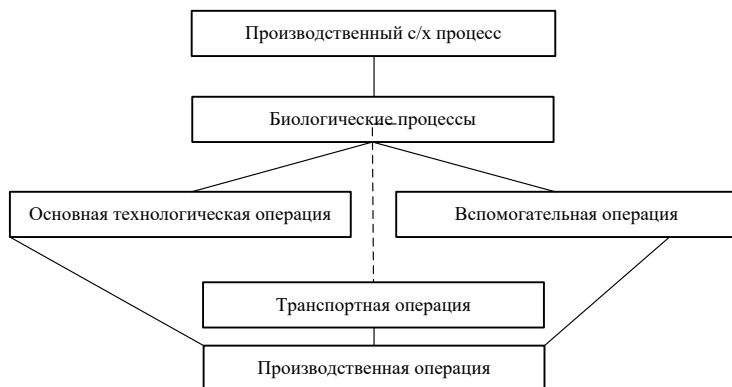 Производственный с/х процесс
Биологические процессы
Основная технологическая операция
Вспомогательная операция
Транспортная операция
Производственная операция